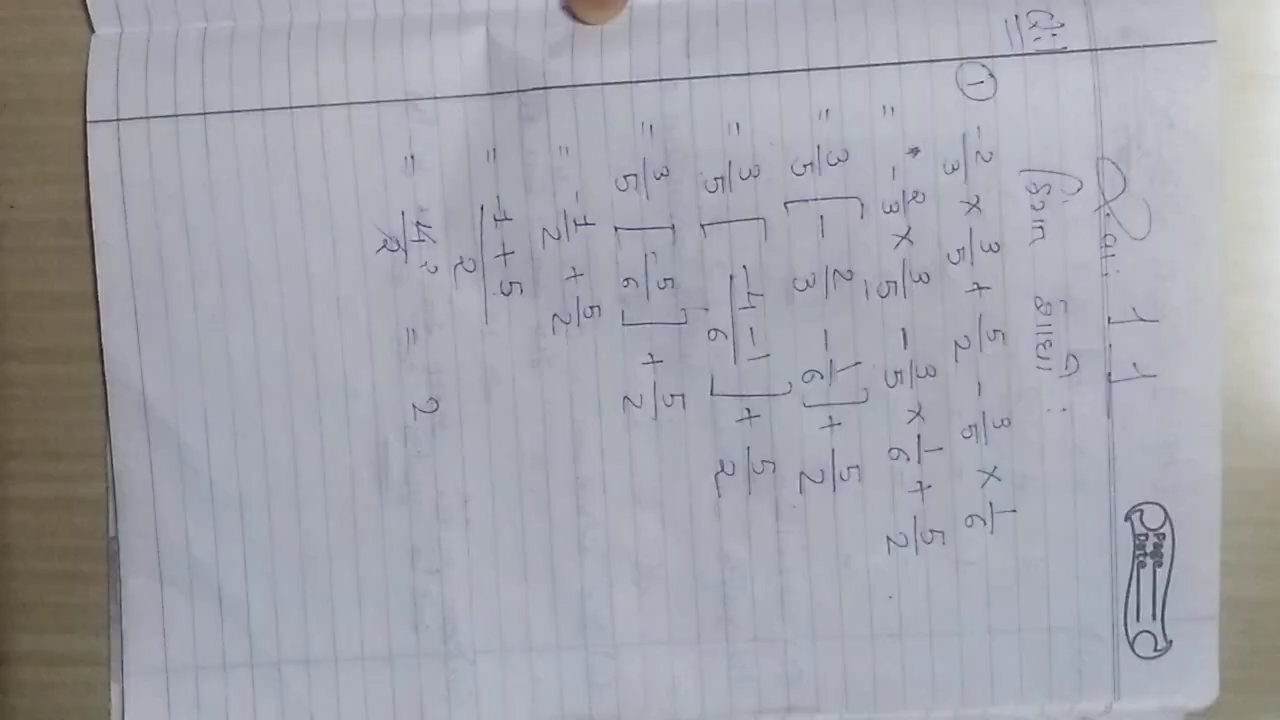 Page
Date
1.1
Q:1
① -2/3 × 3/5 + 5/2 - 3/5 × 1/6
= - 2/3 × 3/5 - 3/5 × 1/6 + 5/2
= 3/5 [ - 2/3 - 1/6 ] + 5/2
= 3/5 [ -4-1/6 ] + 5/2
= 3/5 [ -5/6 ] + 5/2
= -1/2 + 5/2
= -1+5/2
= 4/2 = 2